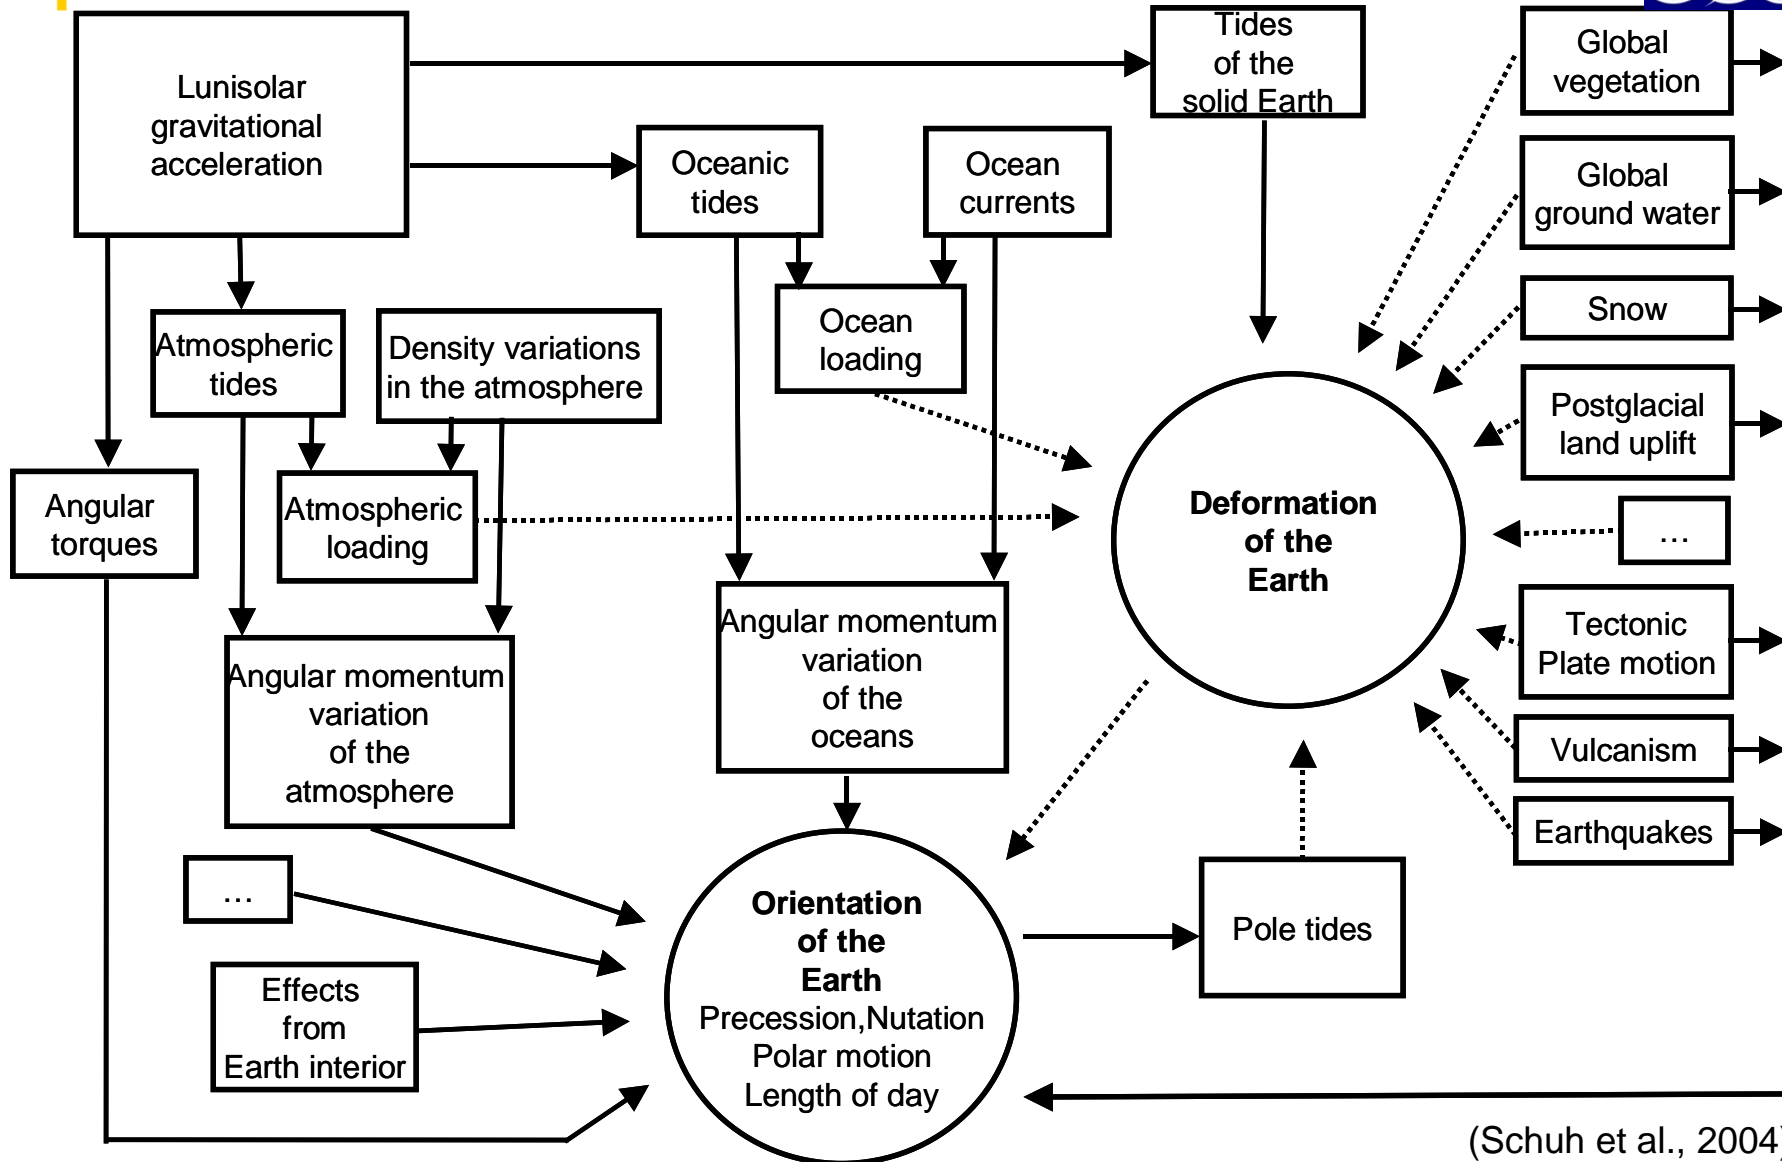 Lunisolar
gravitational
acceleration
Tides
of the
solid Earth
Global
vegetation
Oceanic
tides
Ocean
currents
Global
ground water
Snow
Atmospheric
tides
Density variations
in the atmosphere
Ocean
loading
Postglacial
land uplift
Angular
torques
Atmospheric
loading
Deformation
of the
Earth
...
Angular momentum
variation
of the
atmosphere
Angular momentum
variation
of the
oceans
Tectonic
Plate motion
Vulcanism
Earthquakes
...
Effects
from
Earth interior
Orientation
of the
Earth
Precession,Nutation
Polar motion
Length of day
Pole tides
(Schuh et al., 2004)